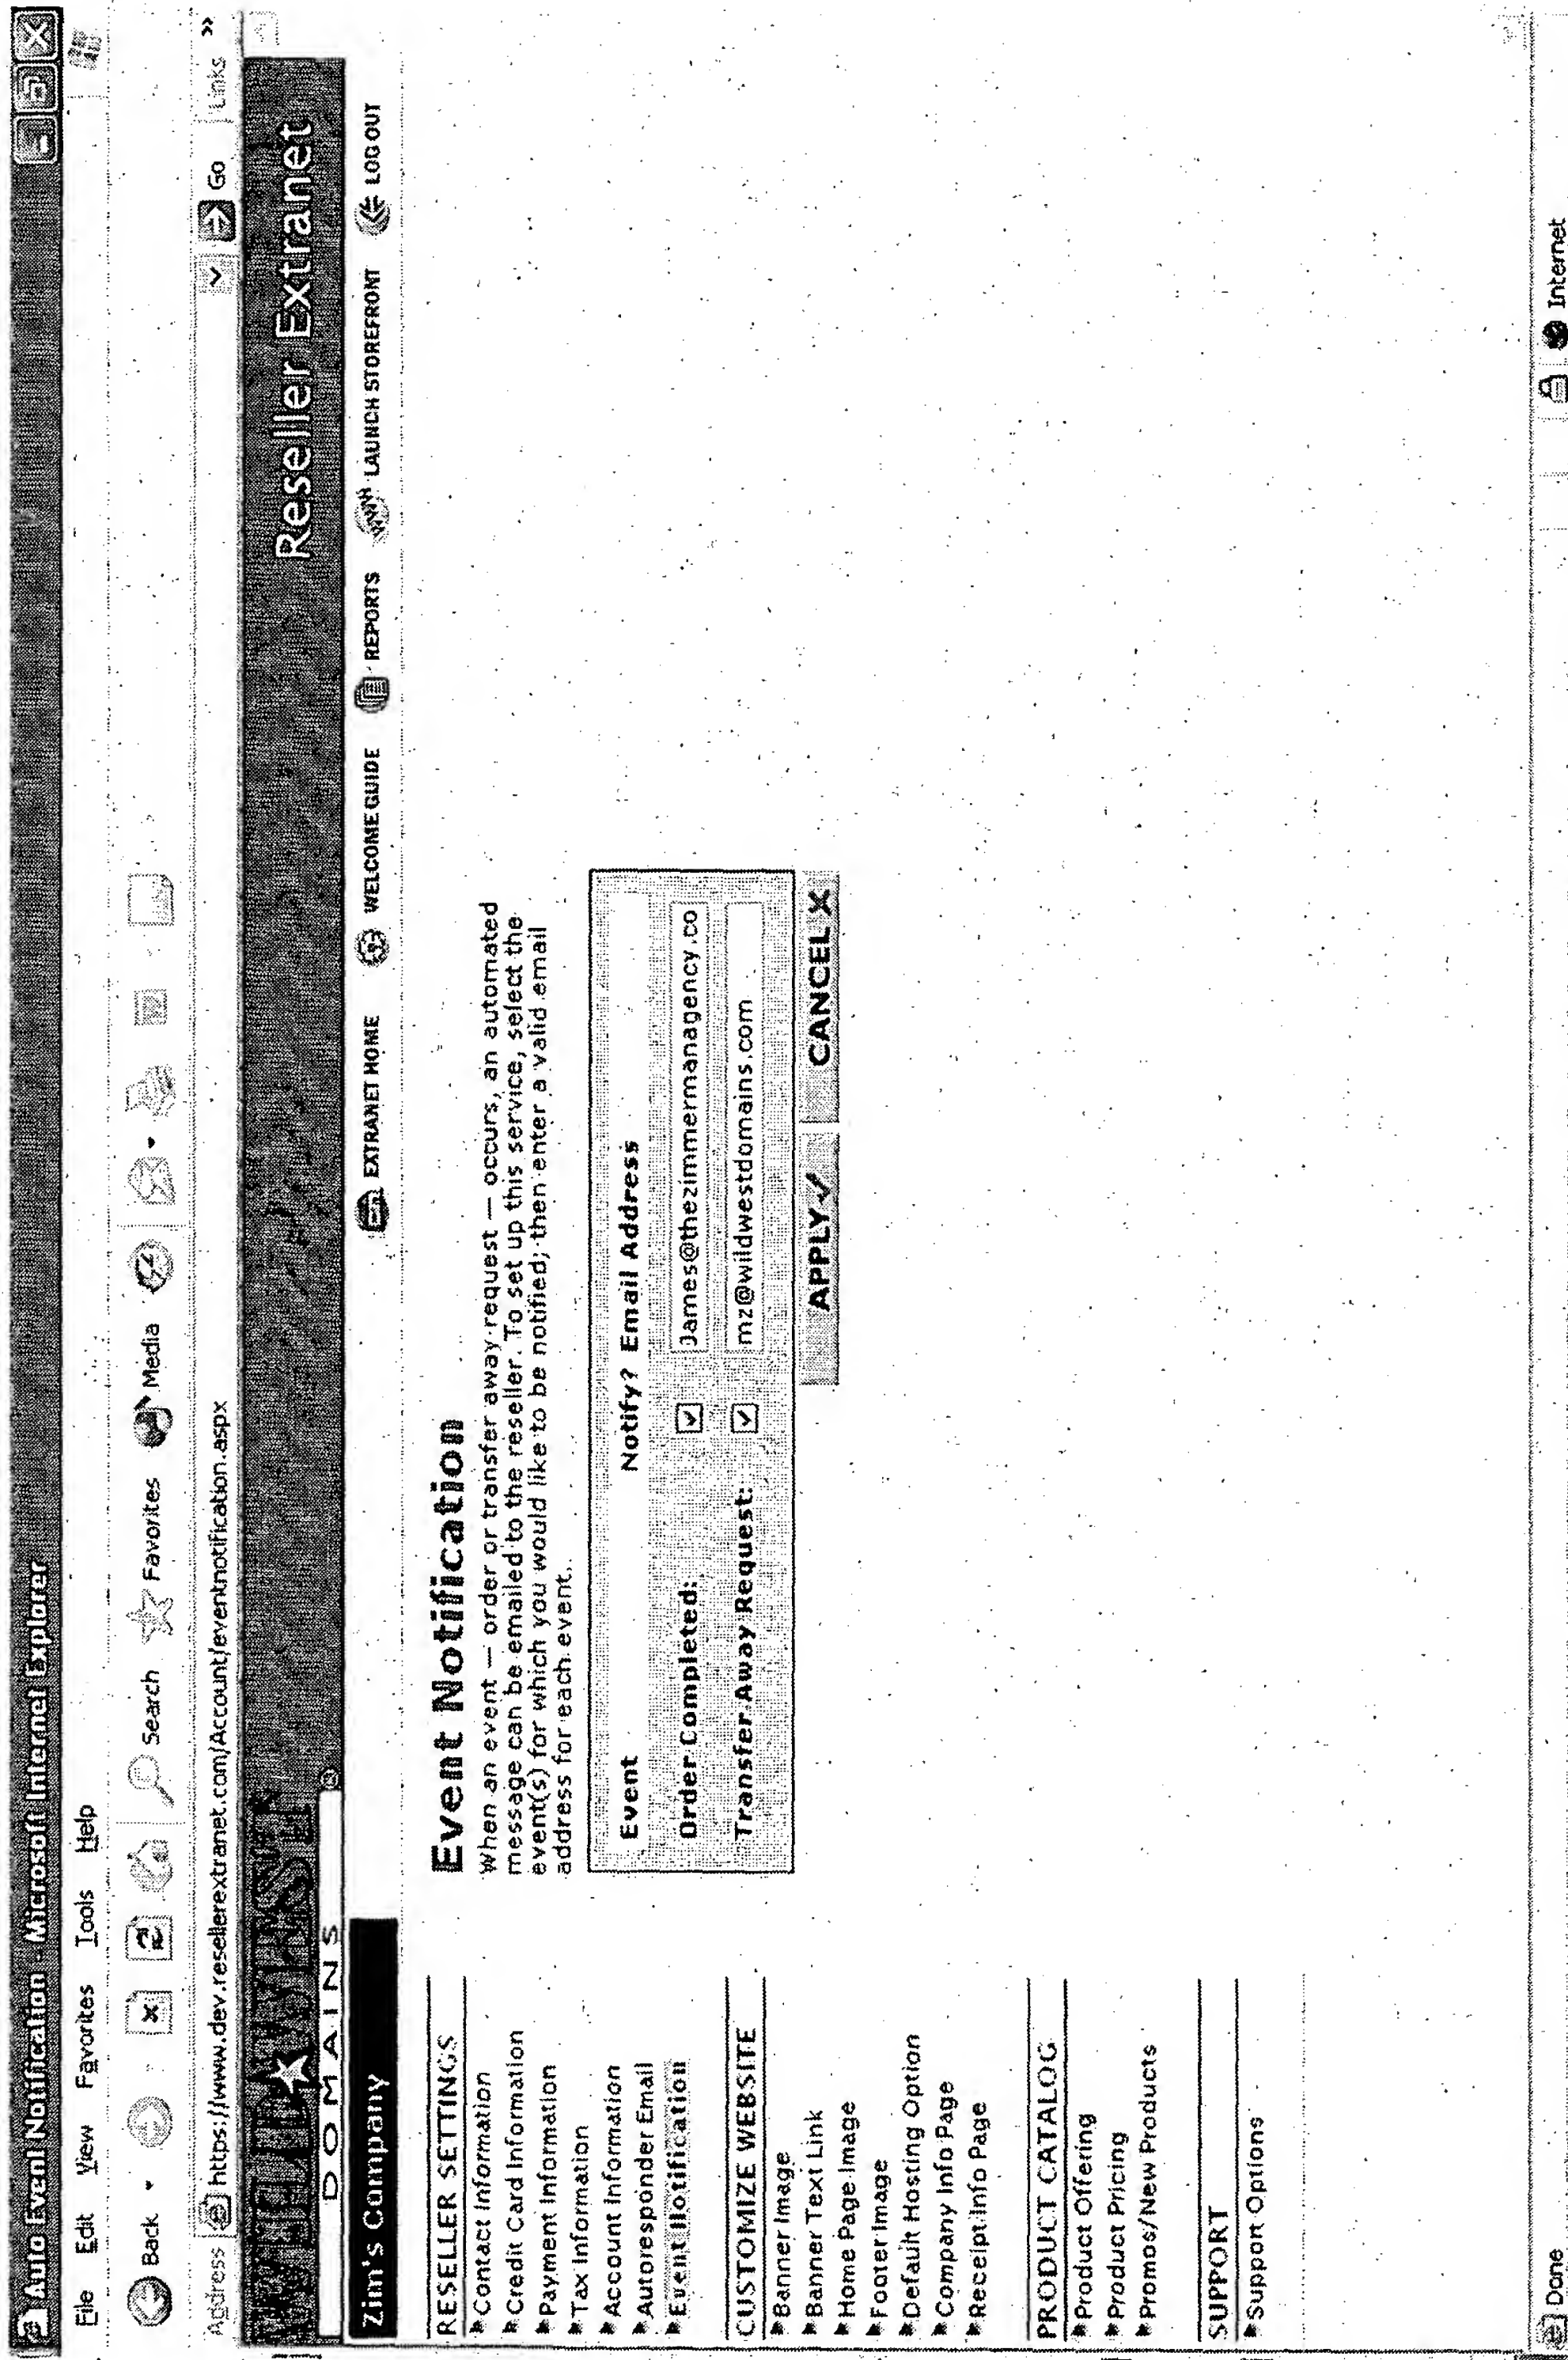 Auto Event Notification - Microsoft Internet Explorer
File Edit View Favorites Tools Help
Back Search Favorites Media
Address https://www.dev.resellerextranet.com/Account/eventnotification.aspx Go Links »
WILD WEST
DOMAINS
Reseller Extranet
Zim's Company
EXTRANET HOME WELCOME GUIDE REPORTS WWW LAUNCH STOREFRONT LOG OUT
RESELLER SETTINGS
Contact Information
Credit Card Information
Payment Information
Tax Information
Account Information
Autoresponder Email
Event Notification
CUSTOMIZE WEBSITE
Banner Image
Banner Text Link
Home Page Image
Footer Image
Default Hosting Option
Company Info Page
Receipt Info Page
PRODUCT CATALOG
Product Offering
Product Pricing
Promos/New Products
SUPPORT
Support Options
Event Notification
When an event — order or transfer away request — occurs, an automated
message can be emailed to the reseller. To set up this service, select the
event(s) for which you would like to be notified; then enter a valid email
address for each event.
Event Notify? Email Address
Order Completed: James@thezimmermanagency.co
Transfer Away Request: mz@wildwestdomains.com
APPLY CANCEL X
Done Internet